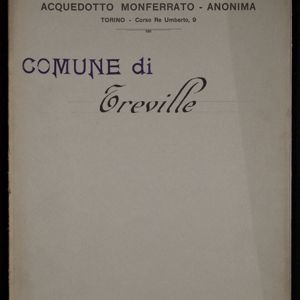 ACQUEDOTTO MONFERRATO - ANONIMA
TORINO - Corso Re Umberto, 9
COMUNE di
Treville